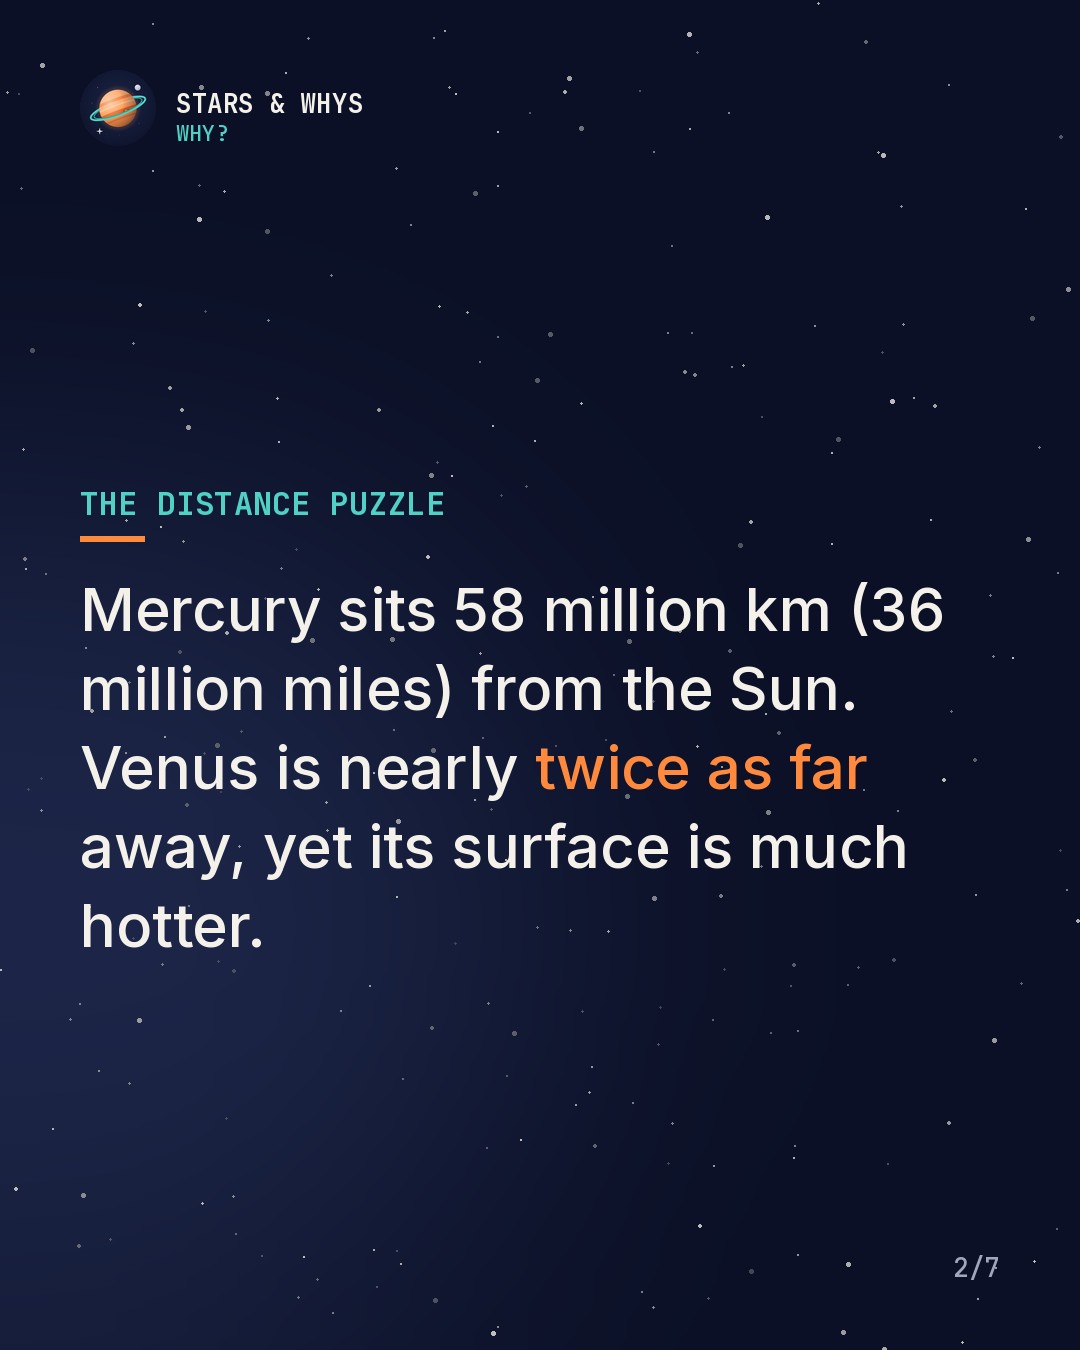 STARS & WHYS
WHY?
THE DISTANCE PUZZLE
Mercury sits 58 million km (36
million miles) from the Sun.
Venus is nearly twice as far
away, yet its surface is much
hotter.
2/7